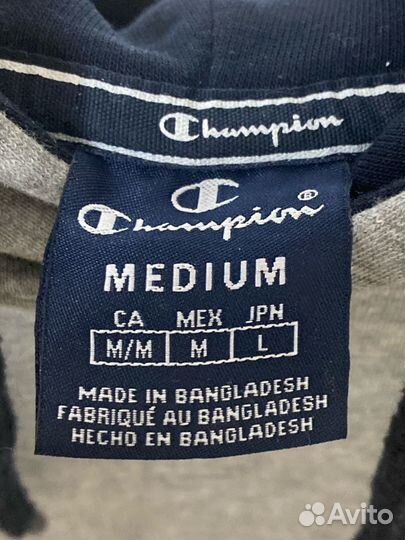 Champion
Champion®
MEDIUM
CA MEX JPN
M/M M L
MADE IN BANGLADESH
FABRIQUÉ AU BANGLADESH
HECHO EN BANGLADESH
Avito